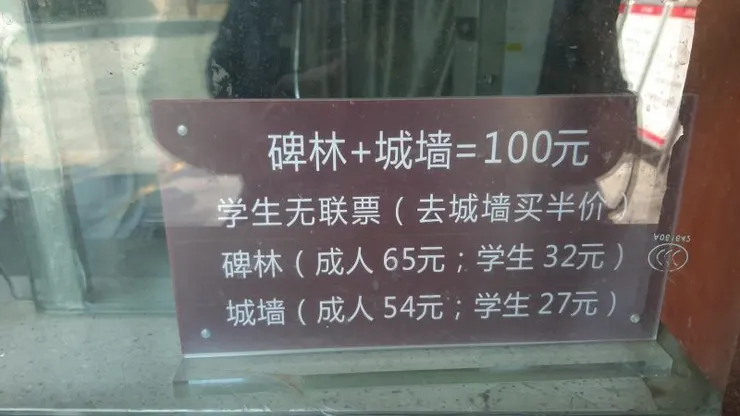 碑林+城墙=100元
学生无联票（去城墙买半价）
碑林（成人65元；学生32元）
城墙（成人54元；学生27元）